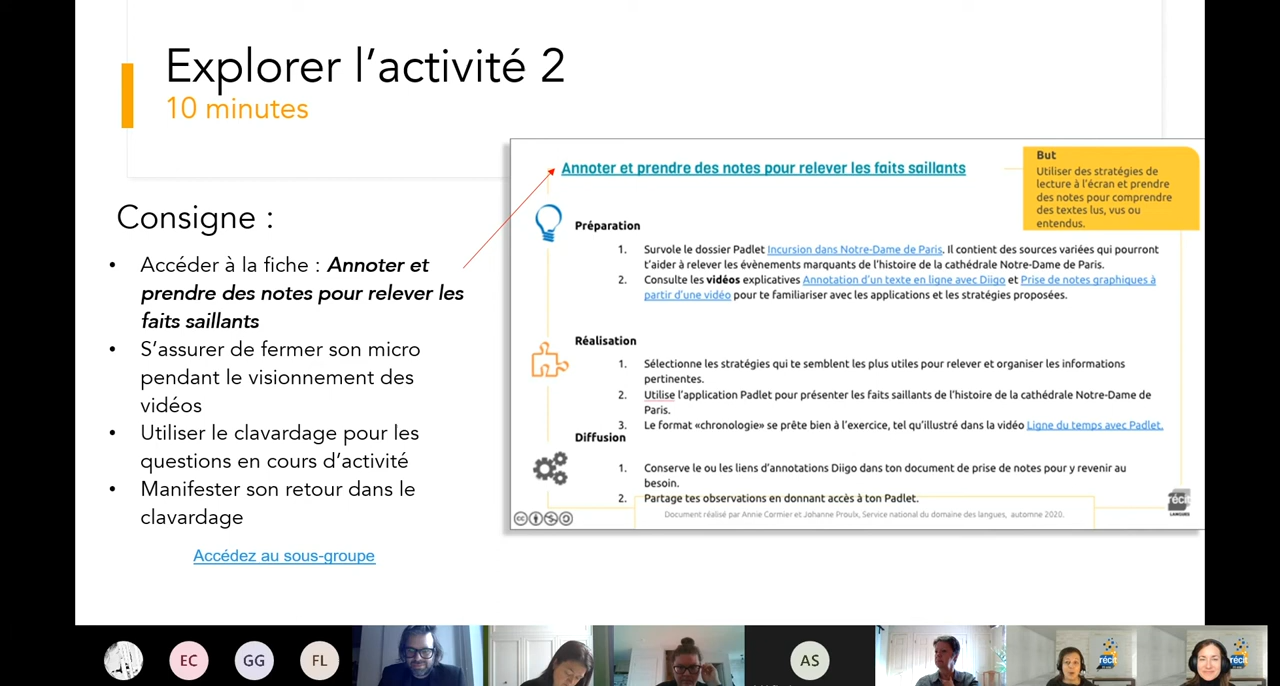 Explorer l’activité 2
10 minutes
Consigne :
• Accéder à la fiche : Annoter et
prendre des notes pour relever les
faits saillants
• S’assurer de fermer son micro
pendant le visionnement des
vidéos
• Utiliser le clavardage pour les
questions en cours d’activité
• Manifester son retour dans le
clavardage
Accédez au sous-groupe
Annoter et prendre des notes pour relever les faits saillants
But
Utiliser des stratégies de
lecture à l’écran et prendre
des notes pour comprendre
des textes lus, vus ou
entendus.
Préparation
1. Survole le dossier Padlet Incursion dans Notre-Dame de Paris. Il contient des sources variées qui pourront
t’aider à relever les évènements marquants de l’histoire de la cathédrale Notre-Dame de Paris.
2. Consulte les vidéos explicatives Annotation d’un texte en ligne avec Diigo et Prise de notes graphiques à
partir d’une vidéo pour te familiariser avec les applications et les stratégies proposées.
Réalisation
1. Sélectionne les stratégies qui te semblent les plus utiles pour relever et organiser les informations
pertinentes.
2. Utilise l’application Padlet pour présenter les faits saillants de l’histoire de la cathédrale Notre-Dame de
Paris.
3. Le format «chronologie» se prête bien à l’exercice, tel qu’illustré dans la vidéo Ligne du temps avec Padlet.
Diffusion
1. Conserve le ou les liens d’annotations Diigo dans ton document de prise de notes pour y revenir au
besoin.
2. Partage tes observations en donnant accès à ton Padlet.
Document réalisé par Annie Cormier et Johanne Proulx, Service national du domaine des langues, automne 2020.
récit
LANGUES
EC
GG
FL
AS
récit
récit